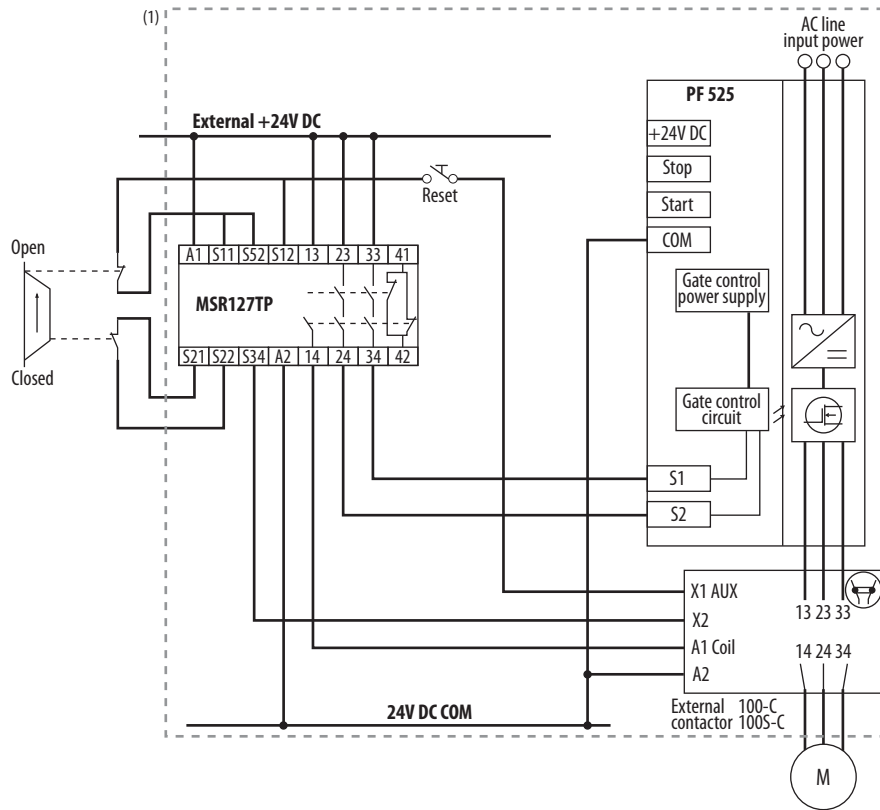 (1)
AC line
input power
PF 525
External +24V DC
+24V DC
Stop
Reset
Start
COM
Open
A1 S11 S52 S12 13 23 33 41
MSR127TP
Gate control
power supply
S21 S22 S34 A2 14 24 34 42
Closed
Gate control
circuit
S1
S2
X1 AUX
13 23 33
X2
A1 Coil
14 24 34
A2
24V DC COM
External 100-C
contactor 100S-C
M